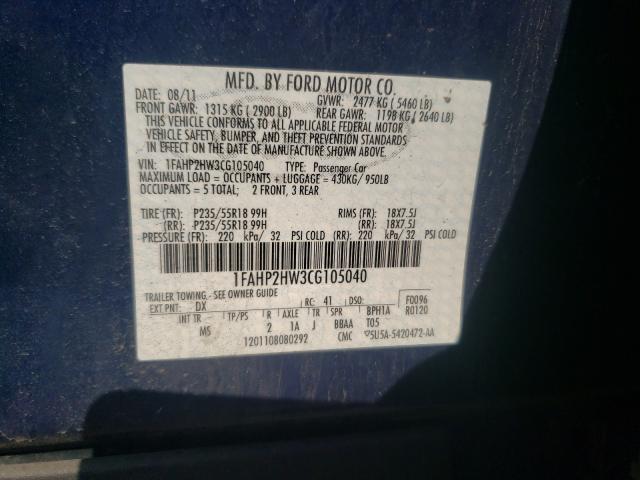 MFD. BY FORD MOTOR CO.
DATE: 08/11 GVWR: 2477 KG ( 5460 LB)
FRONT GAWR: 1315 KG ( 2900 LB) REAR GAWR: 1198 KG ( 2640 LB)
THIS VEHICLE CONFORMS TO ALL APPLICABLE FEDERAL MOTOR
VEHICLE SAFETY, BUMPER, AND THEFT PREVENTION STANDARDS
IN EFFECT ON THE DATE OF MANUFACTURE SHOWN ABOVE.
VIN: 1FAHP2HW3CG105040 TYPE: Passenger Car
MAXIMUM LOAD = OCCUPANTS + LUGGAGE = 430KG/ 950LB
OCCUPANTS = 5 TOTAL; 2 FRONT, 3 REAR
TIRE (FR): P235/55R18 99H RIMS (FR): 18X7.5J
(RR): P235/55R18 99H (RR): 18X7.5J
PRESSURE (FR): 220 kPa/ 32 PSI COLD (RR): 220 kPa/ 32 PSI COLD
1FAHP2HW3CG105040
TRAILER TOWING - SEE OWNER GUIDE
EXT PNT: DX RC: 41 DSO: F0096
INT TR TP/PS R AXLE TR BPH1A R0120
MS 2 1A J BBAA T05
1201108080292 CMC ▽5U5A-5420472-AA